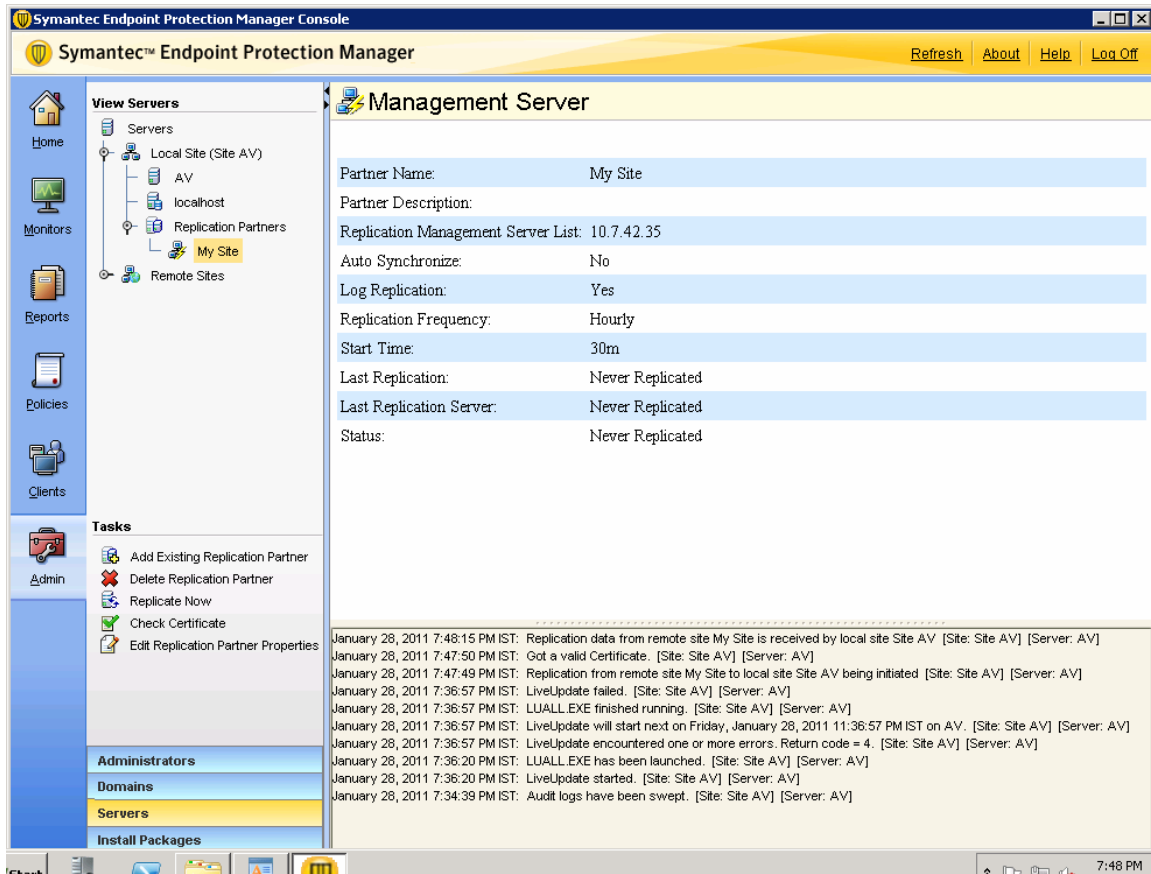 Symantec Endpoint Protection Manager Console
Symantec™ Endpoint Protection Manager
Refresh About Help Log Off
Home
Monitors
Reports
Policies
Clients
Admin
View Servers
Servers
Local Site (Site AV)
AV
localhost
Replication Partners
My Site
Remote Sites
Tasks
Add Existing Replication Partner
Delete Replication Partner
Replicate Now
Check Certificate
Edit Replication Partner Properties
Administrators
Domains
Servers
Install Packages
Management Server
Partner Name: My Site
Partner Description:
Replication Management Server List: 10.7.42.35
Auto Synchronize: No
Log Replication: Yes
Replication Frequency: Hourly
Start Time: 30m
Last Replication: Never Replicated
Last Replication Server: Never Replicated
Status: Never Replicated
January 28, 2011 7:48:15 PM IST: Replication data from remote site My Site is received by local site Site AV [Site: Site AV] [Server: AV]
January 28, 2011 7:47:50 PM IST: Got a valid Certificate. [Site: Site AV] [Server: AV]
January 28, 2011 7:47:49 PM IST: Replication from remote site My Site to local site Site AV being initiated [Site: Site AV] [Server: AV]
January 28, 2011 7:36:57 PM IST: LiveUpdate failed. [Site: Site AV] [Server: AV]
January 28, 2011 7:36:57 PM IST: LUALL.EXE finished running. [Site: Site AV] [Server: AV]
January 28, 2011 7:36:57 PM IST: LiveUpdate will start next on Friday, January 28, 2011 11:36:57 PM IST on AV. [Site: Site AV] [Server: AV]
January 28, 2011 7:36:57 PM IST: LiveUpdate encountered one or more errors. Return code = 4. [Site: Site AV] [Server: AV]
January 28, 2011 7:36:20 PM IST: LUALL.EXE has been launched. [Site: Site AV] [Server: AV]
January 28, 2011 7:36:20 PM IST: LiveUpdate started. [Site: Site AV] [Server: AV]
January 28, 2011 7:34:39 PM IST: Audit logs have been swept. [Site: Site AV] [Server: AV]
Start
7:48 PM